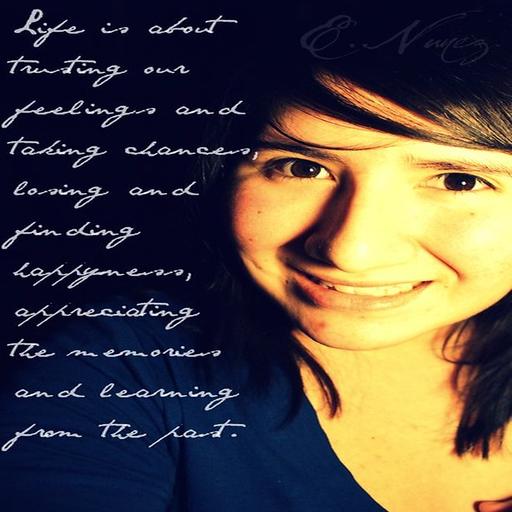 Life is about
trusting our
feelings and
taking chances,
losing and
finding
happyness,
appreciating
the memories
and learning
from the past.
E. Nunez